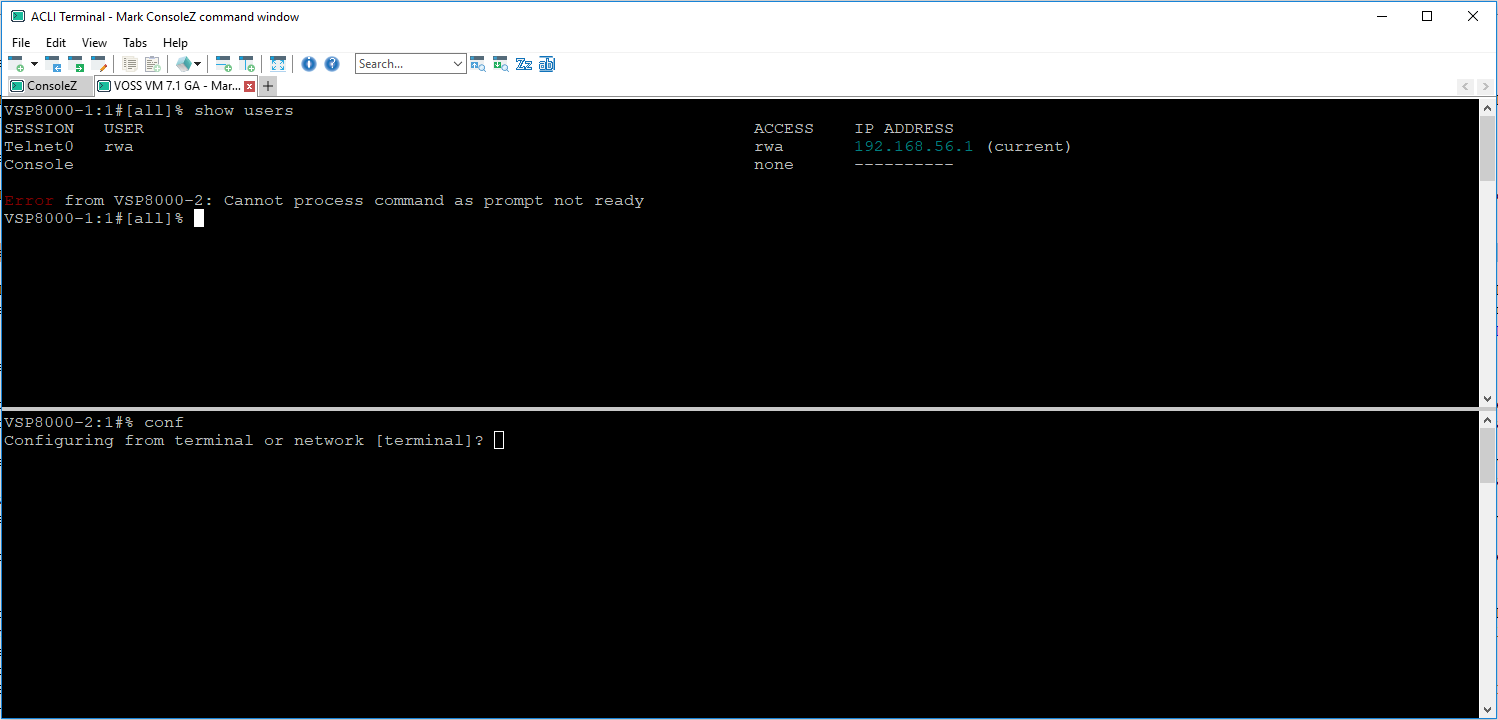 ACLI Terminal - Mark ConsoleZ command window
File Edit View Tabs Help
Search...
ConsoleZ VOSS VM 7.1 GA - Mar...
VSP8000-1:1#[all]% show users
SESSION USER ACCESS IP ADDRESS
Telnet0 rwa rwa 192.168.56.1 (current)
Console none ----------
Error from VSP8000-2: Cannot process command as prompt not ready
VSP8000-1:1#[all]%
VSP8000-2:1#% conf
Configuring from terminal or network [terminal]?